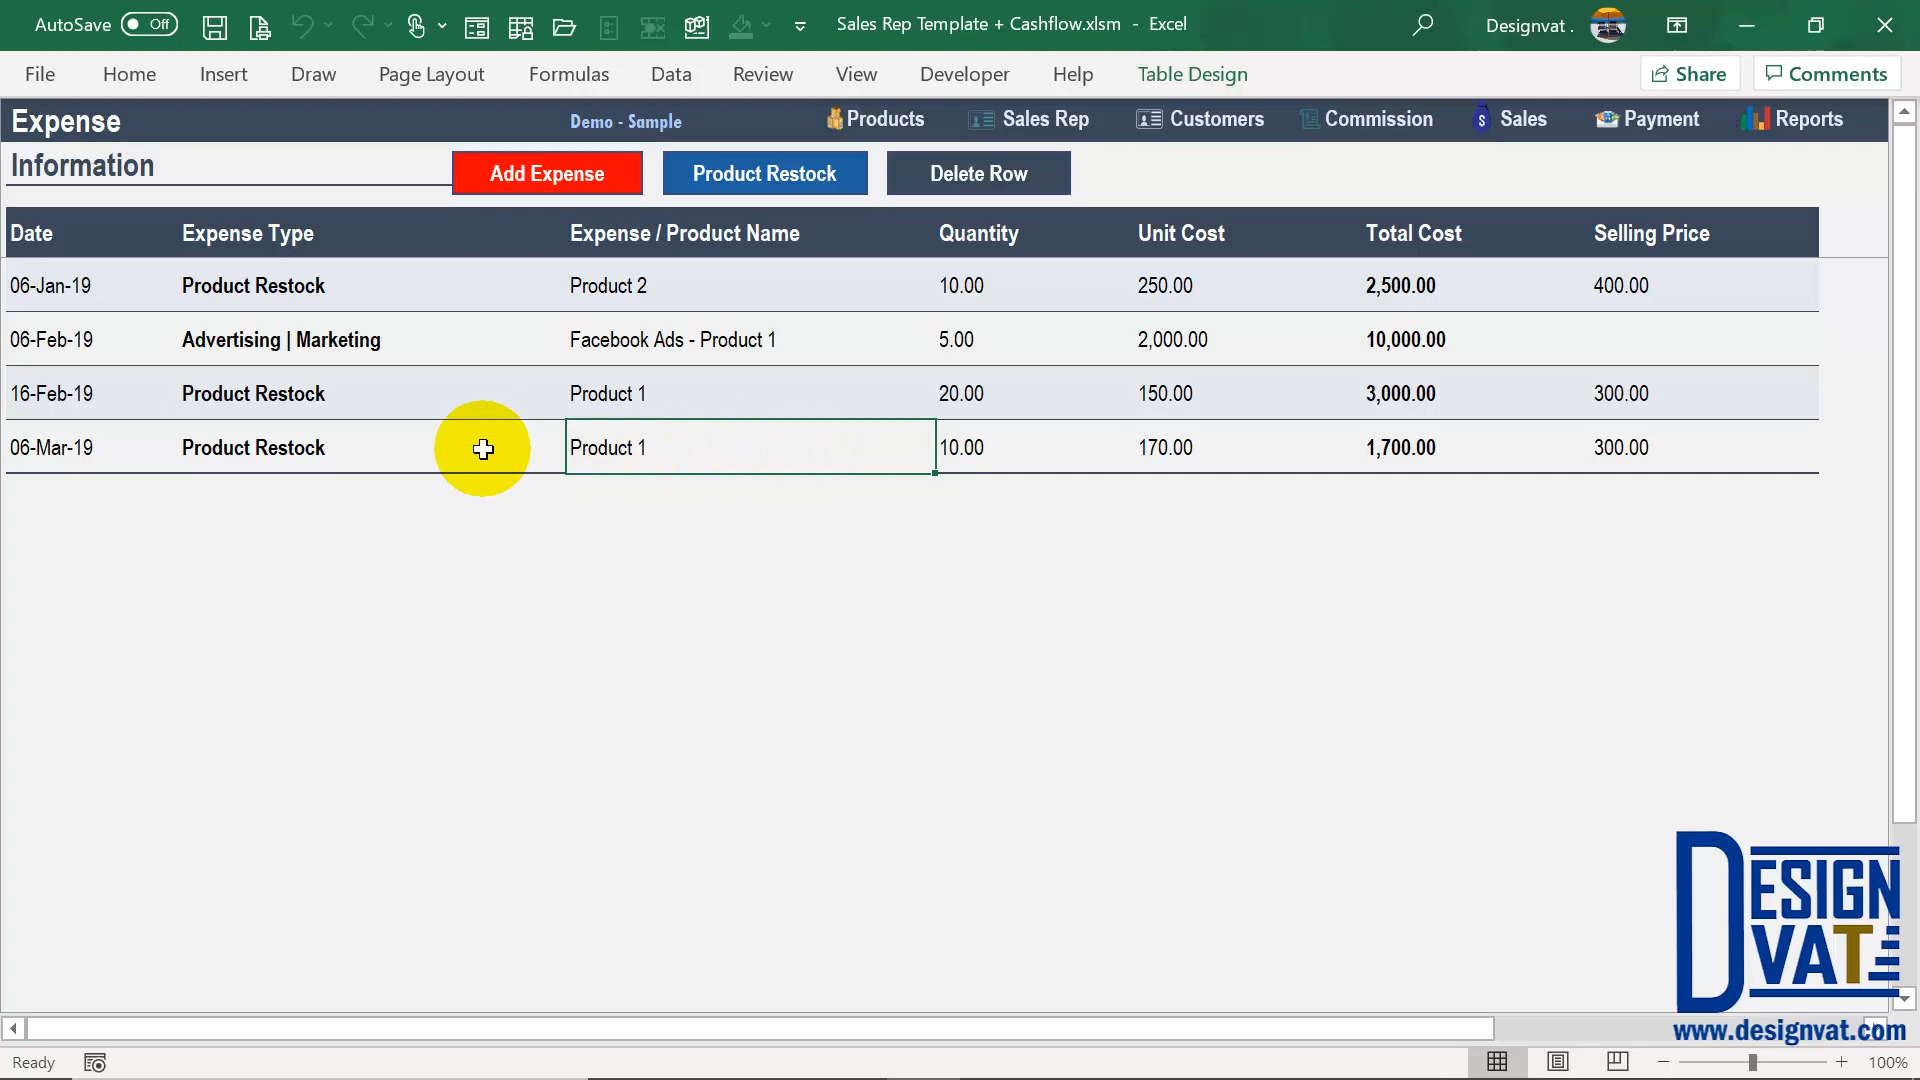 AutoSave Off Sales Rep Template + Cashflow.xlsm - Excel Designvat .
File Home Insert Draw Page Layout Formulas Data Review View Developer Help Table Design Share Comments
Expense Demo - Sample Products Sales Rep Customers Commission $ Sales Payment Reports
Information Add Expense Product Restock Delete Row
Date Expense Type Expense / Product Name Quantity Unit Cost Total Cost Selling Price
06-Jan-19 Product Restock Product 2 10.00 250.00 2,500.00 400.00
06-Feb-19 Advertising | Marketing Facebook Ads - Product 1 5.00 2,000.00 10,000.00
16-Feb-19 Product Restock Product 1 20.00 150.00 3,000.00 300.00
06-Mar-19 Product Restock Product 1 10.00 170.00 1,700.00 300.00
DESIGN
VAT
www.designvat.com
Ready 100%